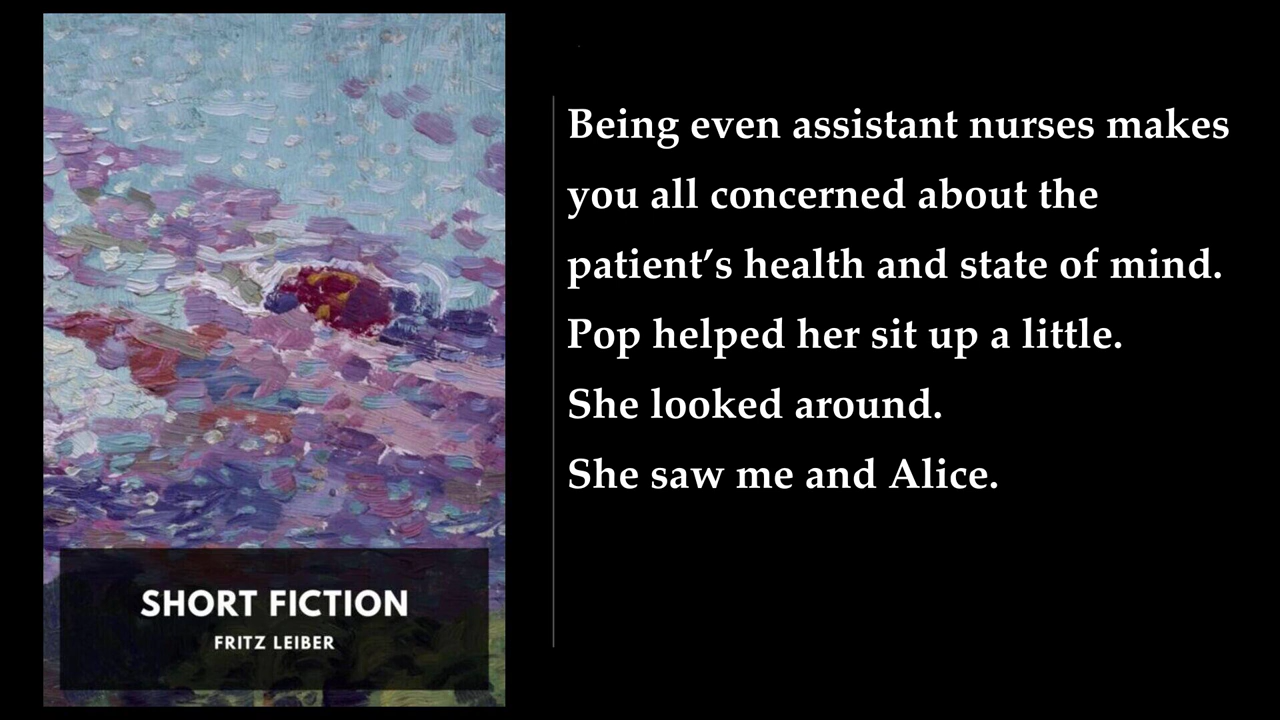 SHORT FICTION
FRITZ LEIBER
Being even assistant nurses makes
you all concerned about the
patient’s health and state of mind.
Pop helped her sit up a little.
She looked around.
She saw me and Alice.